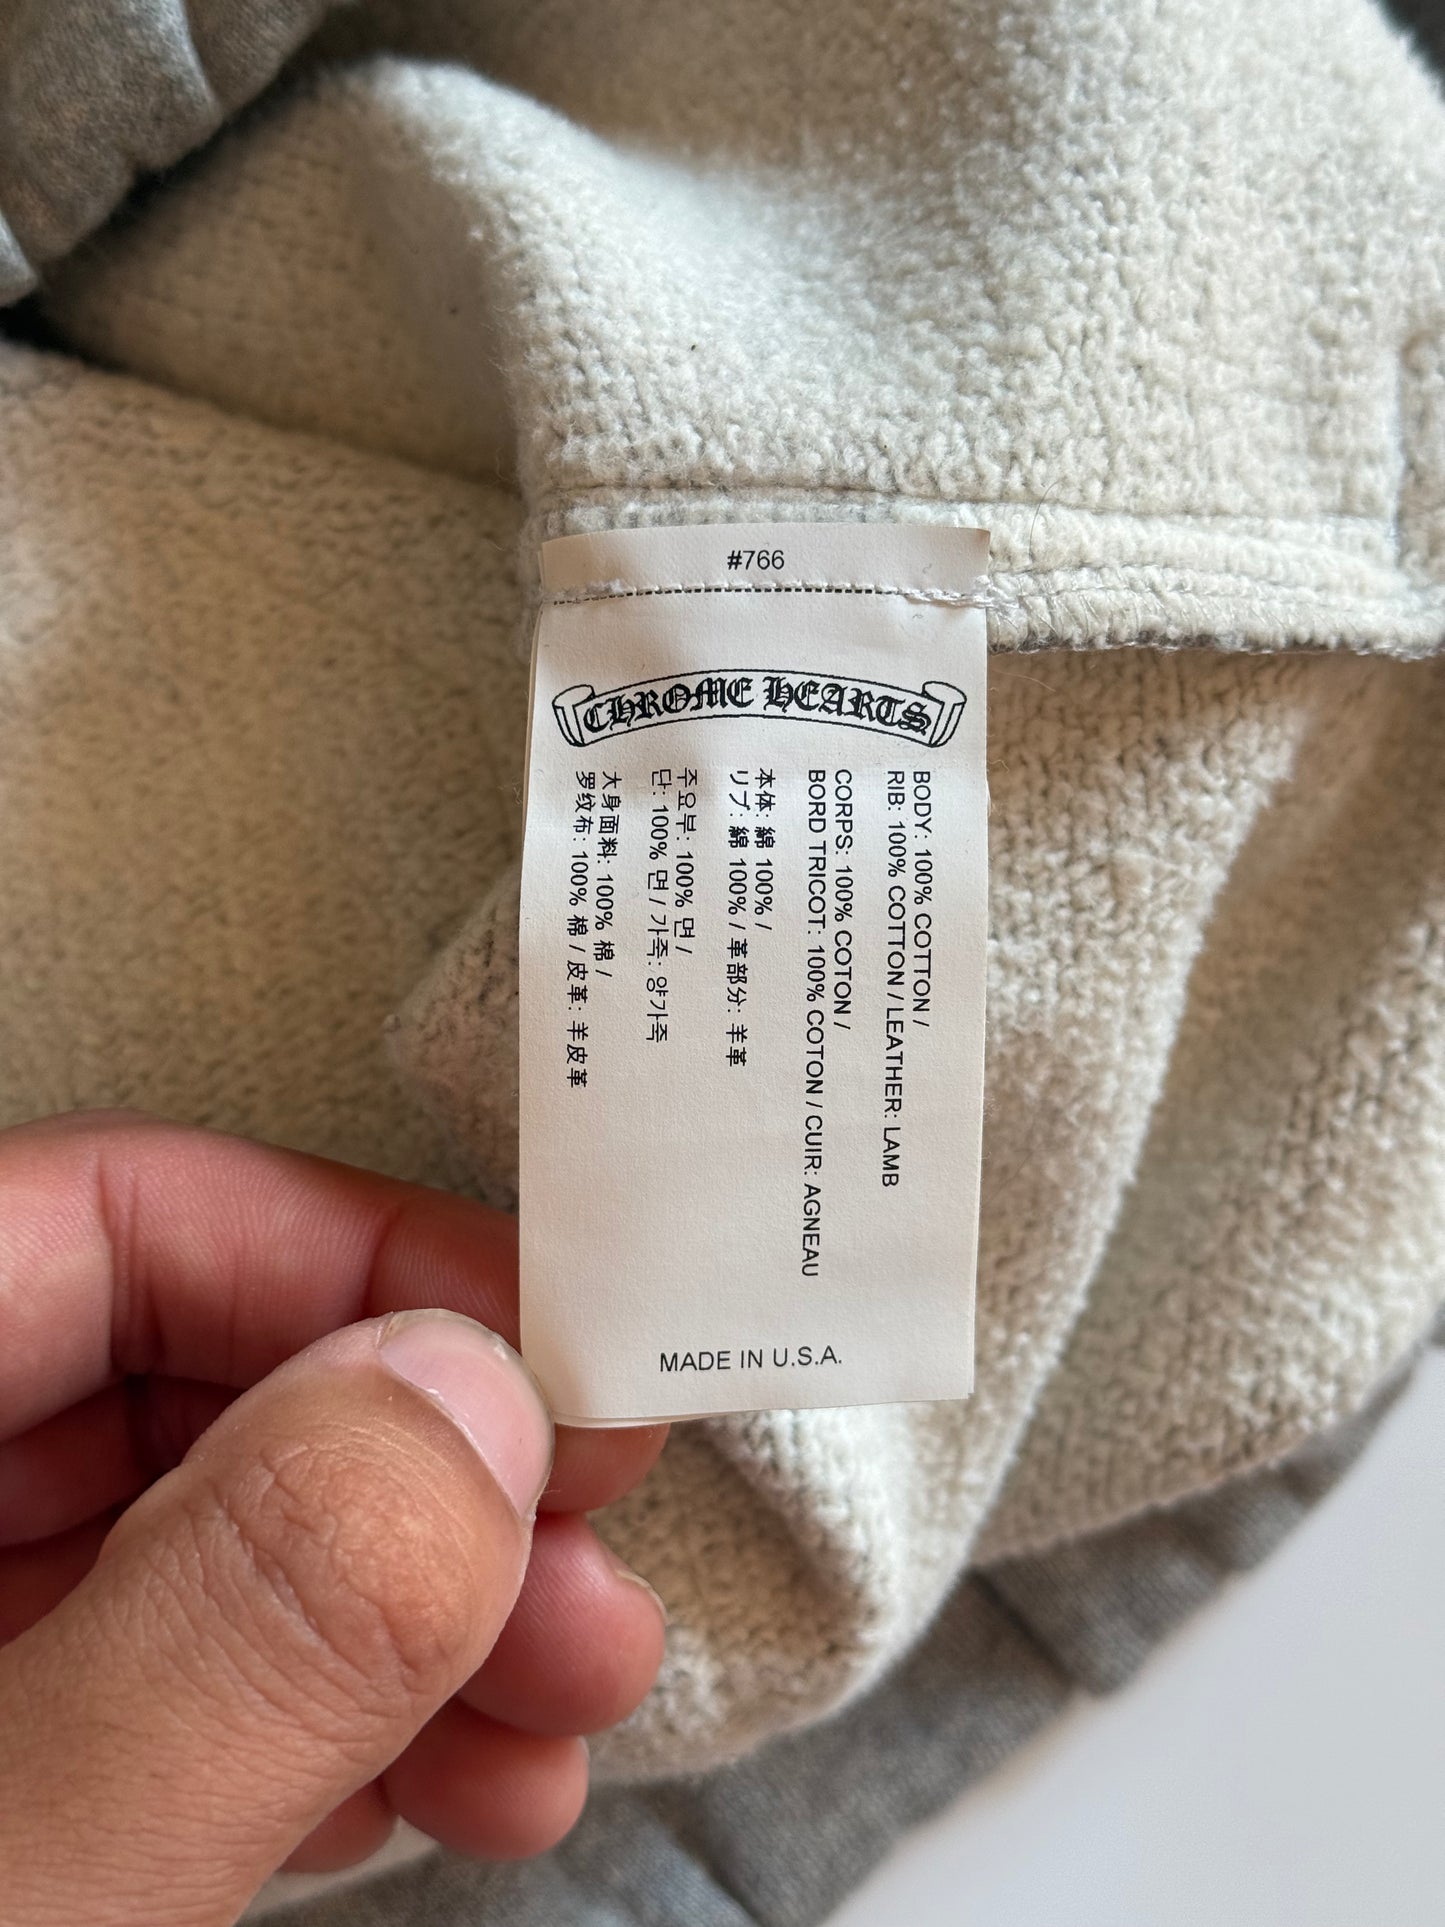 #766
CHROME HEARTS
BODY: 100% COTTON /
RIB: 100% COTTON / LEATHER: LAMB
CORPS: 100% COTON /
BORD TRICOT: 100% COTON / CUIR: AGNEAU
本体: 綿 100% /
リブ: 綿 100% / 革部分: 羊革
주요부: 100% 면 /
단: 100% 면 / 가죽: 양가죽
大身面料: 100% 棉 /
罗纹布: 100% 棉 / 皮革: 羊皮革
MADE IN U.S.A.